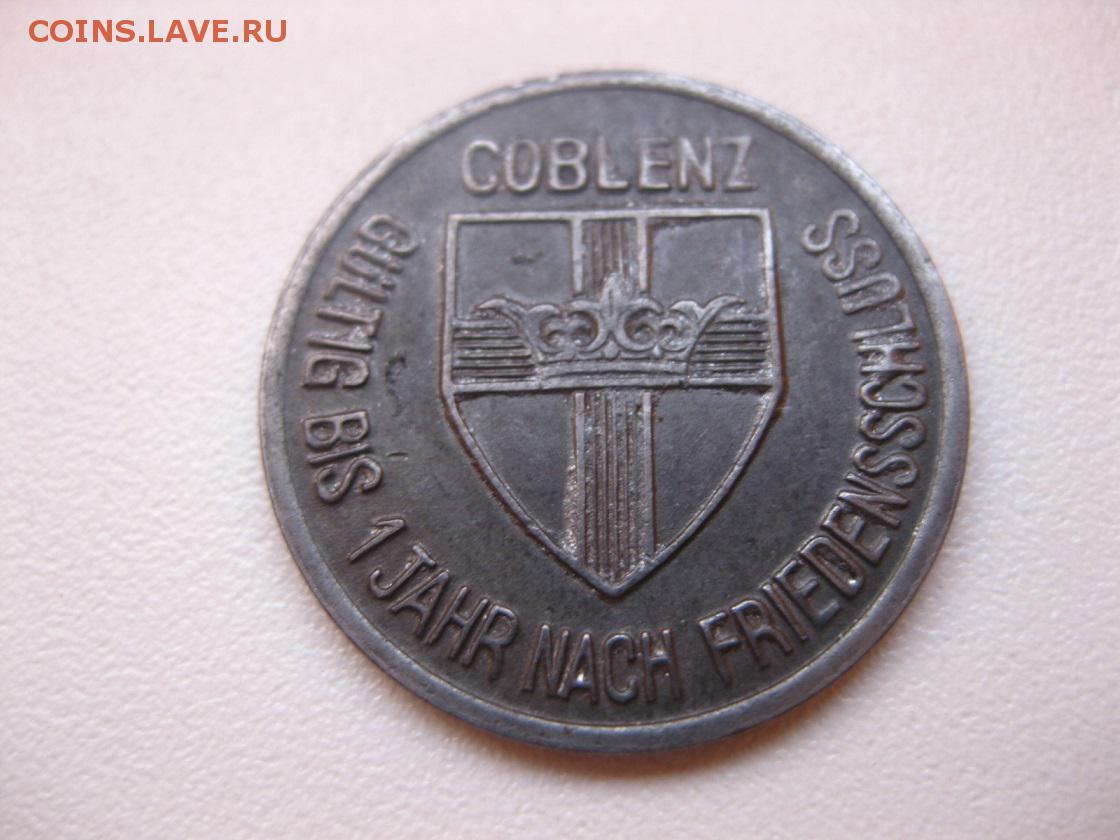 COINS.LAVE.RU
COBLENZ
GÜLTIG BIS 1 JAHR NACH FRIEDENSSCHLUSS